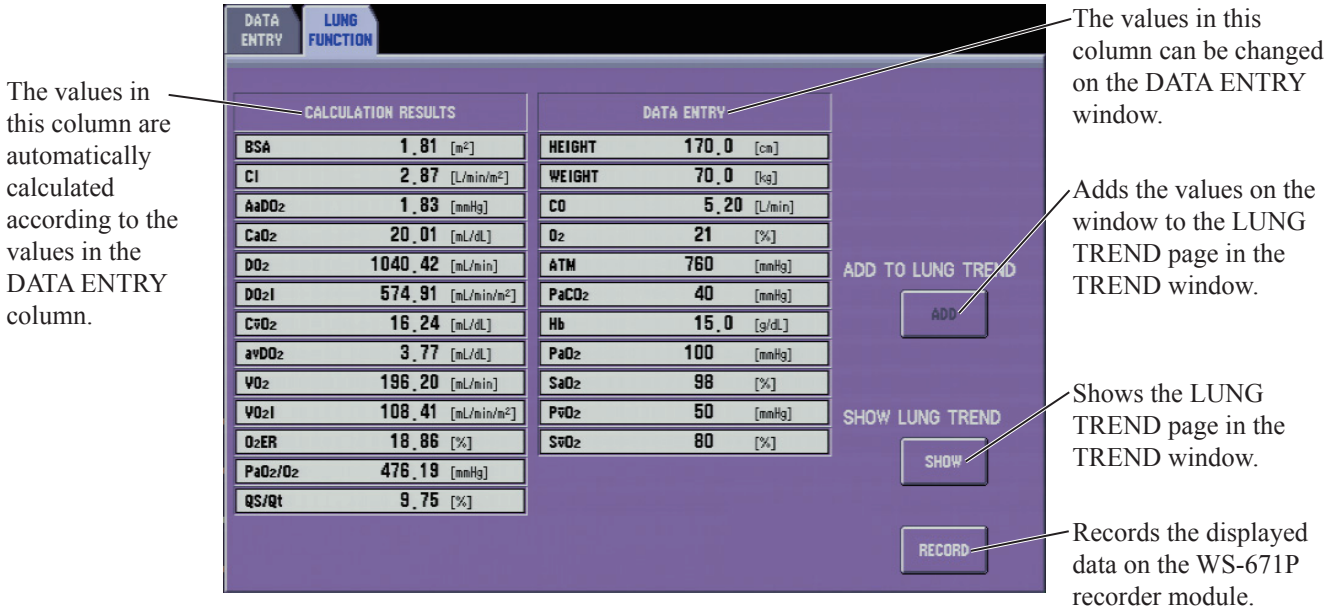 DATA
ENTRY
LUNG
FUNCTION
The values in
this column are
automatically
calculated
according to the
values in the
DATA ENTRY
column.
CALCULATION RESULTS
BSA 1.81 [m²]
CI 2.87 [L/min/m²]
AaDO₂ 1.83 [mmHg]
CaO₂ 20.01 [mL/dL]
DO₂ 1040.42 [mL/min]
DO₂I 574.91 [mL/min/m²]
Cv̄O₂ 16.24 [mL/dL]
avDO₂ 3.77 [mL/dL]
V̇O₂ 196.20 [mL/min]
V̇O₂I 108.41 [mL/min/m²]
O₂ER 18.86 [%]
PaO₂/O₂ 476.19 [mmHg]
QS/Qt 9.75 [%]
DATA ENTRY
HEIGHT 170.0 [cm]
WEIGHT 70.0 [kg]
CO 5.20 [L/min]
O₂ 21 [%]
ATM 760 [mmHg]
PaCO₂ 40 [mmHg]
Hb 15.0 [g/dL]
PaO₂ 100 [mmHg]
SaO₂ 98 [%]
Pv̄O₂ 50 [mmHg]
Sv̄O₂ 80 [%]
ADD TO LUNG TREND
ADD
SHOW LUNG TREND
SHOW
RECORD
The values in this
column can be changed
on the DATA ENTRY
window.
Adds the values on the
window to the LUNG
TREND page in the
TREND window.
Shows the LUNG
TREND page in the
TREND window.
Records the displayed
data on the WS-671P
recorder module.